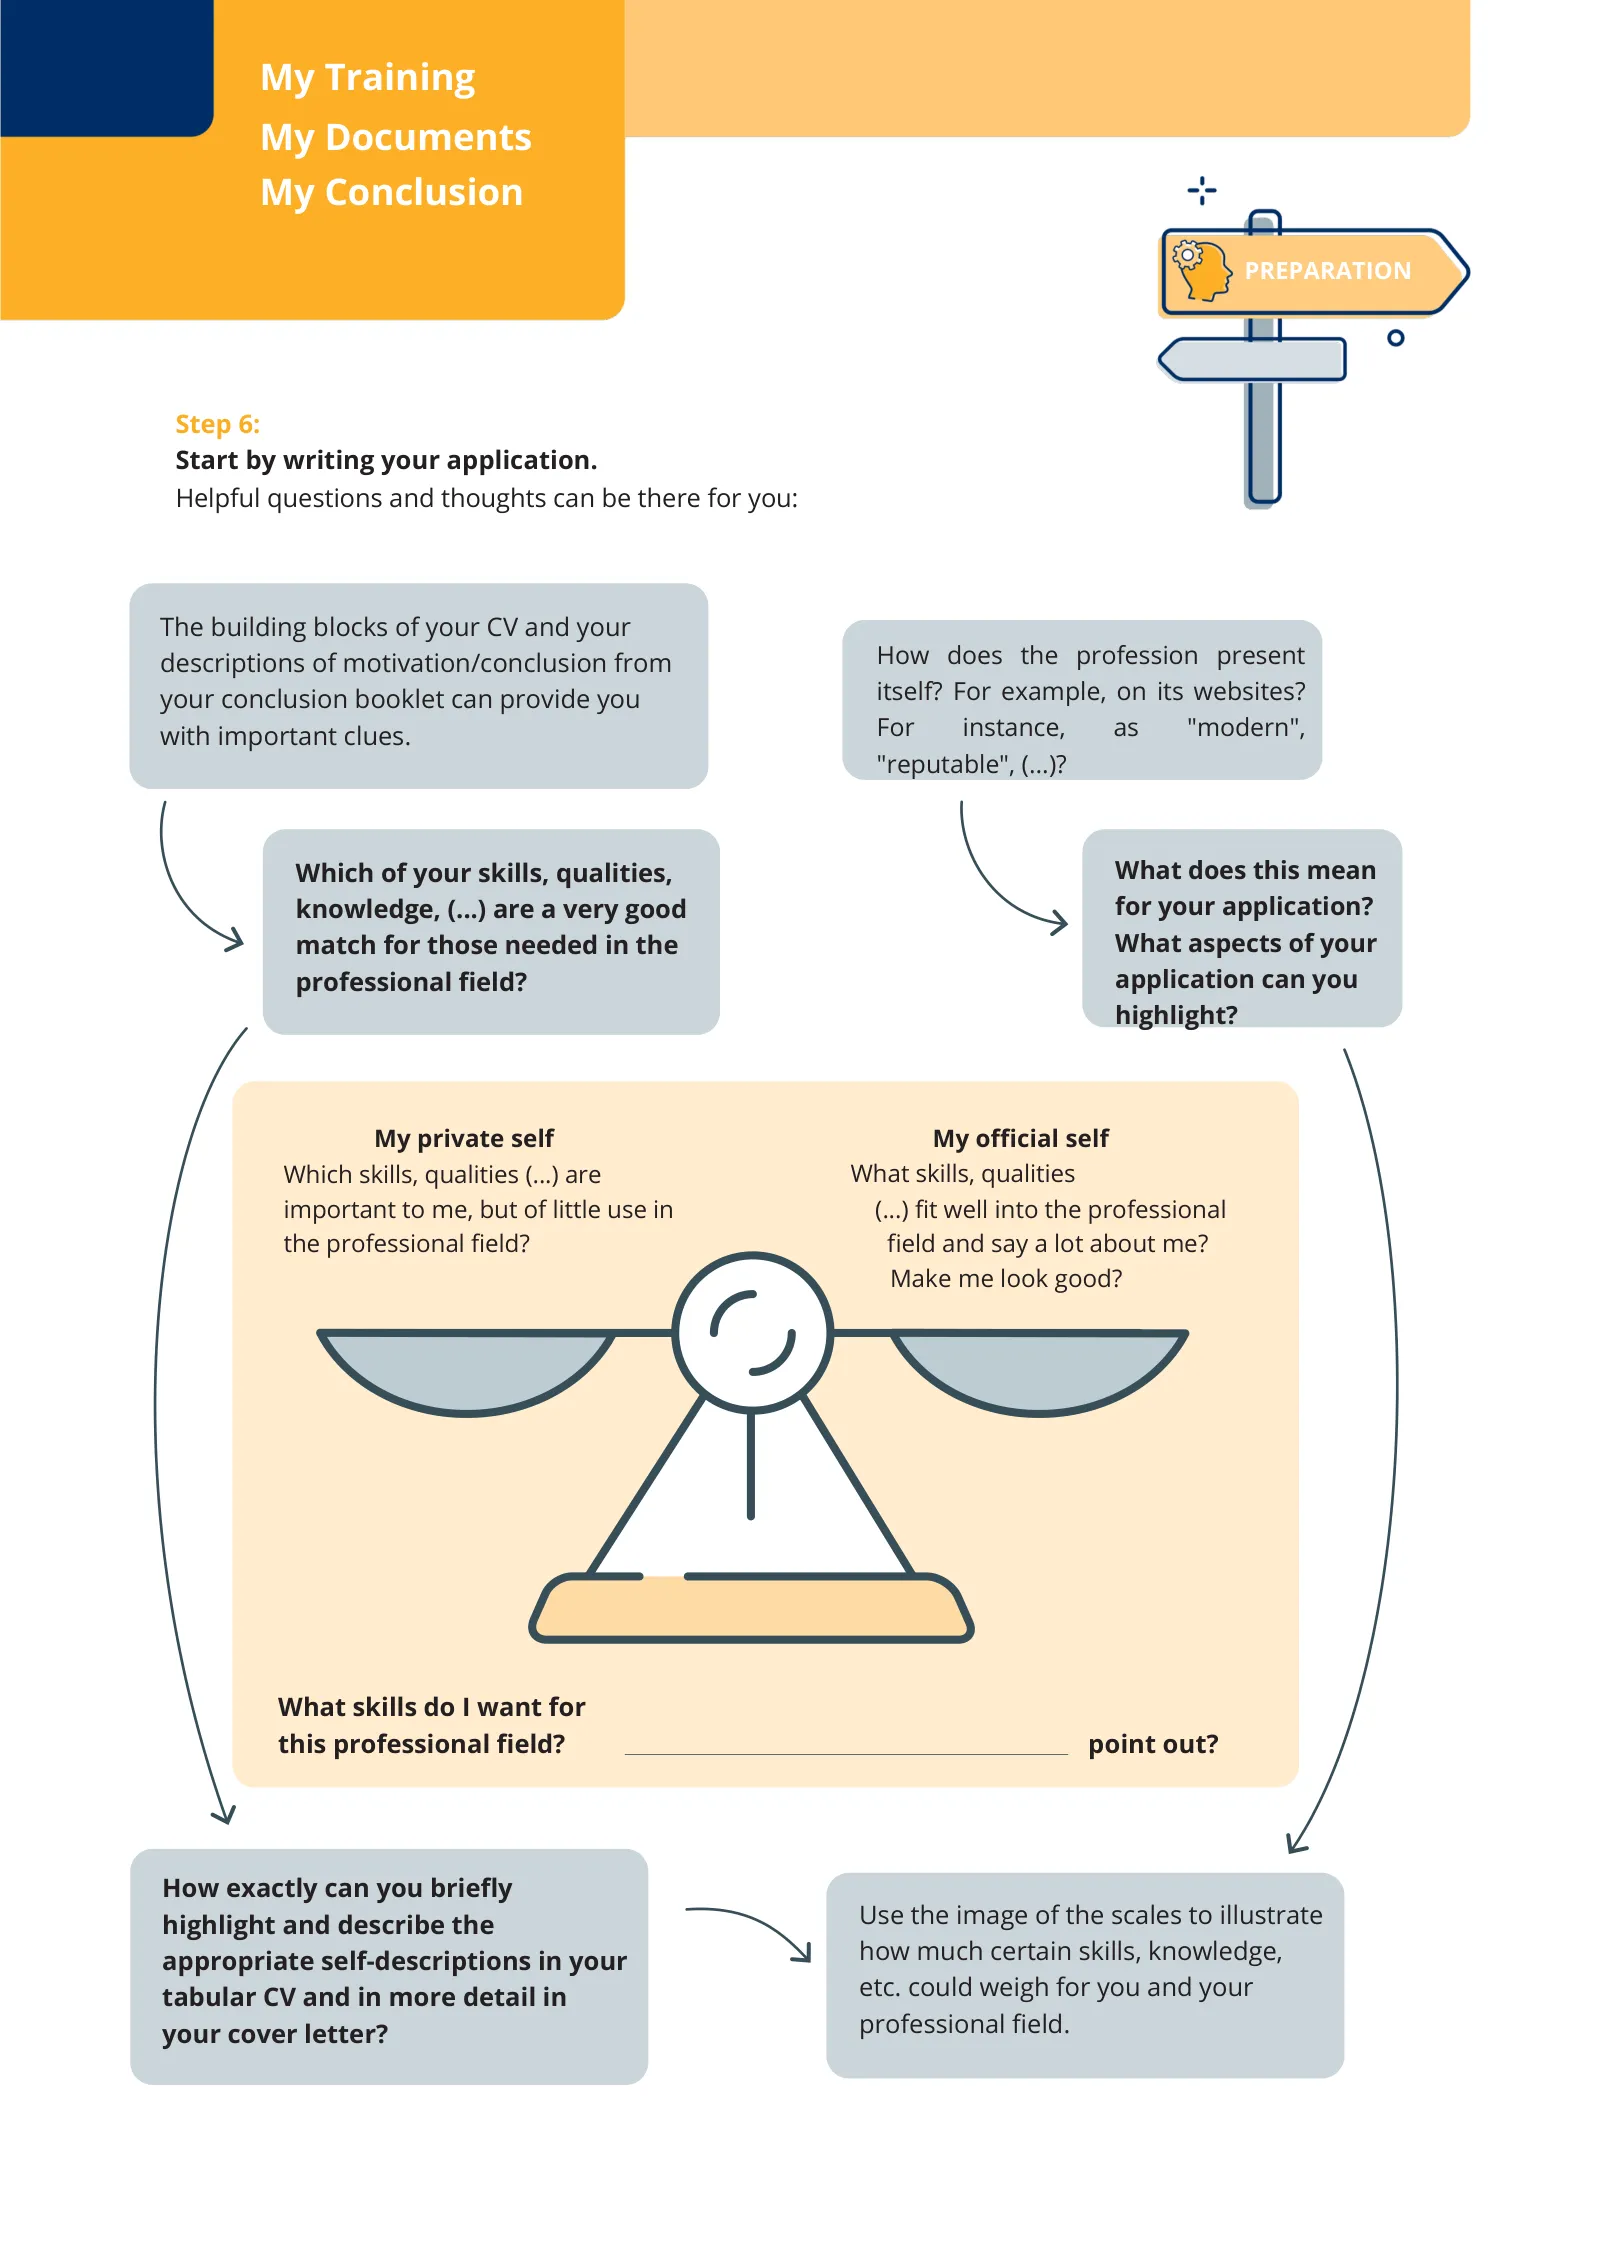 My Training
My Documents
My Conclusion
PREPARATION
Step 6:
Start by writing your application.
Helpful questions and thoughts can be there for you:
The building blocks of your CV and your
descriptions of motivation/conclusion from
your conclusion booklet can provide you
with important clues.
How does the profession present
itself? For example, on its websites?
For instance, as "modern",
"reputable", (...)?
Which of your skills, qualities,
knowledge, (...) are a very good
match for those needed in the
professional field?
What does this mean
for your application?
What aspects of your
application can you
highlight?
My private self
Which skills, qualities (...) are
important to me, but of little use in
the professional field?
My official self
What skills, qualities
(...) fit well into the professional
field and say a lot about me?
Make me look good?
What skills do I want for
this professional field? ______________________________ point out?
How exactly can you briefly
highlight and describe the
appropriate self-descriptions in your
tabular CV and in more detail in
your cover letter?
Use the image of the scales to illustrate
how much certain skills, knowledge,
etc. could weigh for you and your
professional field.